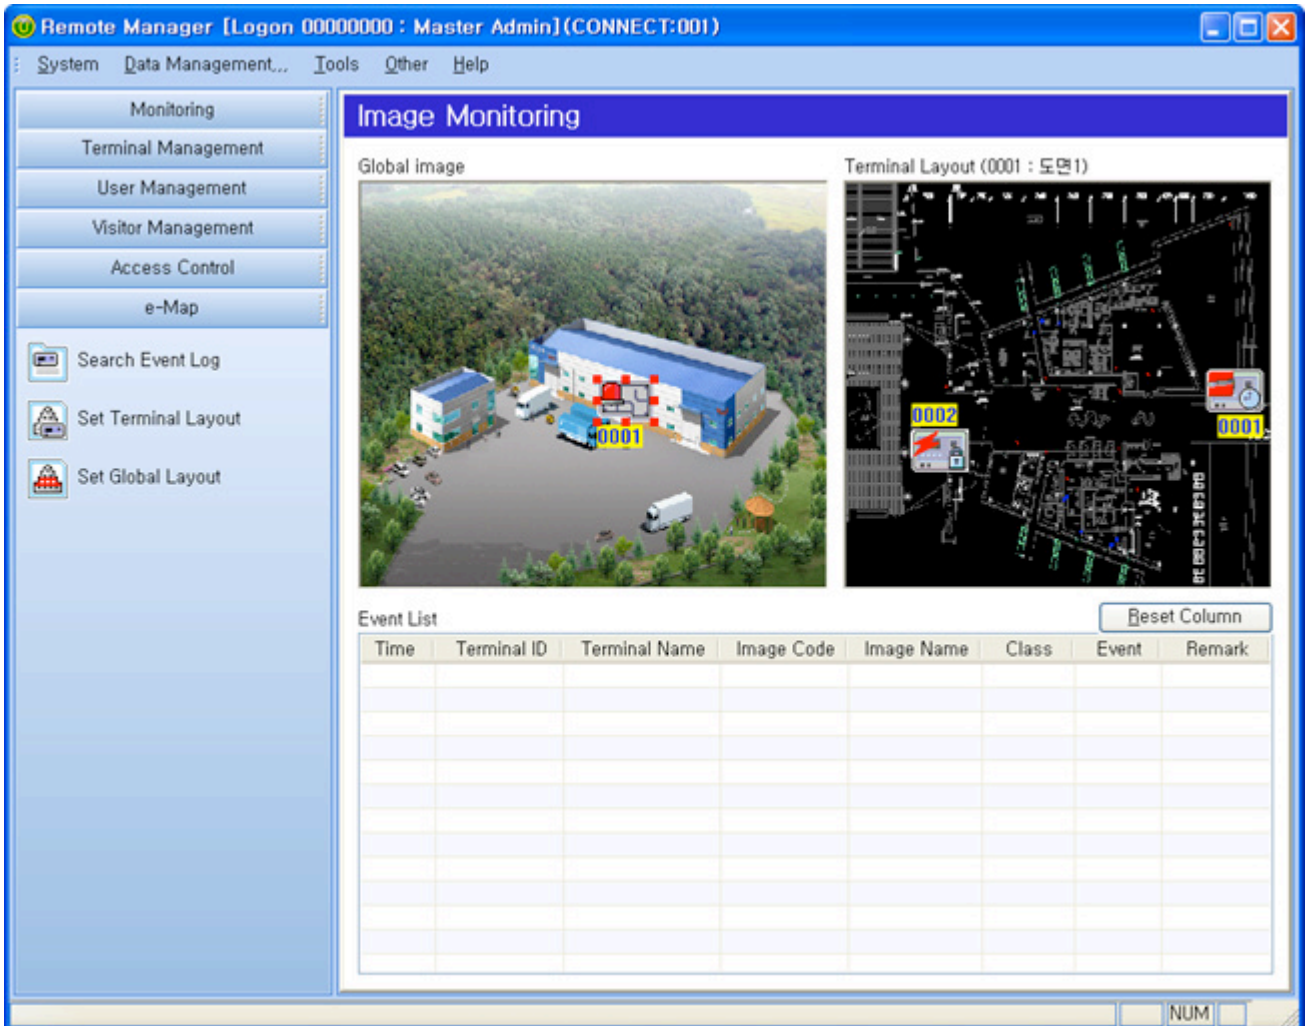 Remote Manager [Logon 00000000 : Master Admin](CONNECT:001)
System Data Management,,, Tools Other Help
Monitoring
Terminal Management
User Management
Visitor Management
Access Control
e-Map
Search Event Log
Set Terminal Layout
Set Global Layout
Image Monitoring
Global image
0001
Terminal Layout (0001 : 도면1)
0002
0001
Event List
Reset Column
Time Terminal ID Terminal Name Image Code Image Name Class Event Remark
NUM